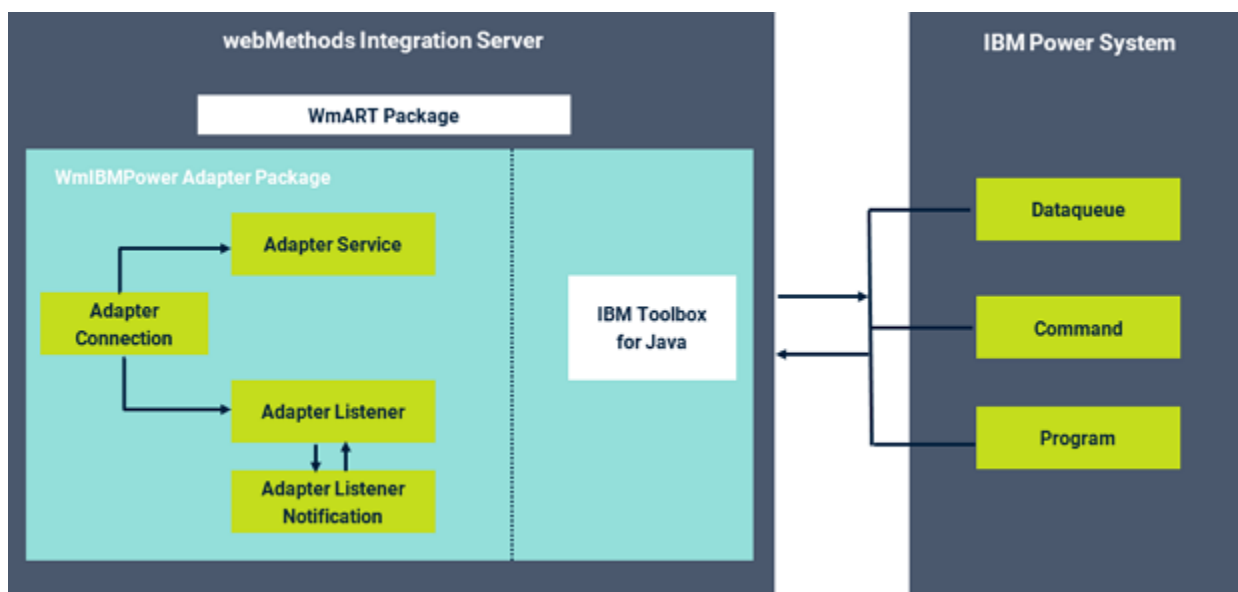 webMethods Integration Server
IBM Power System
WmART Package
WmIBMPower Adapter Package
Adapter Service
Adapter
Connection
Adapter Listener
Adapter Listener
Notification
IBM Toolbox
for Java
Dataqueue
Command
Program